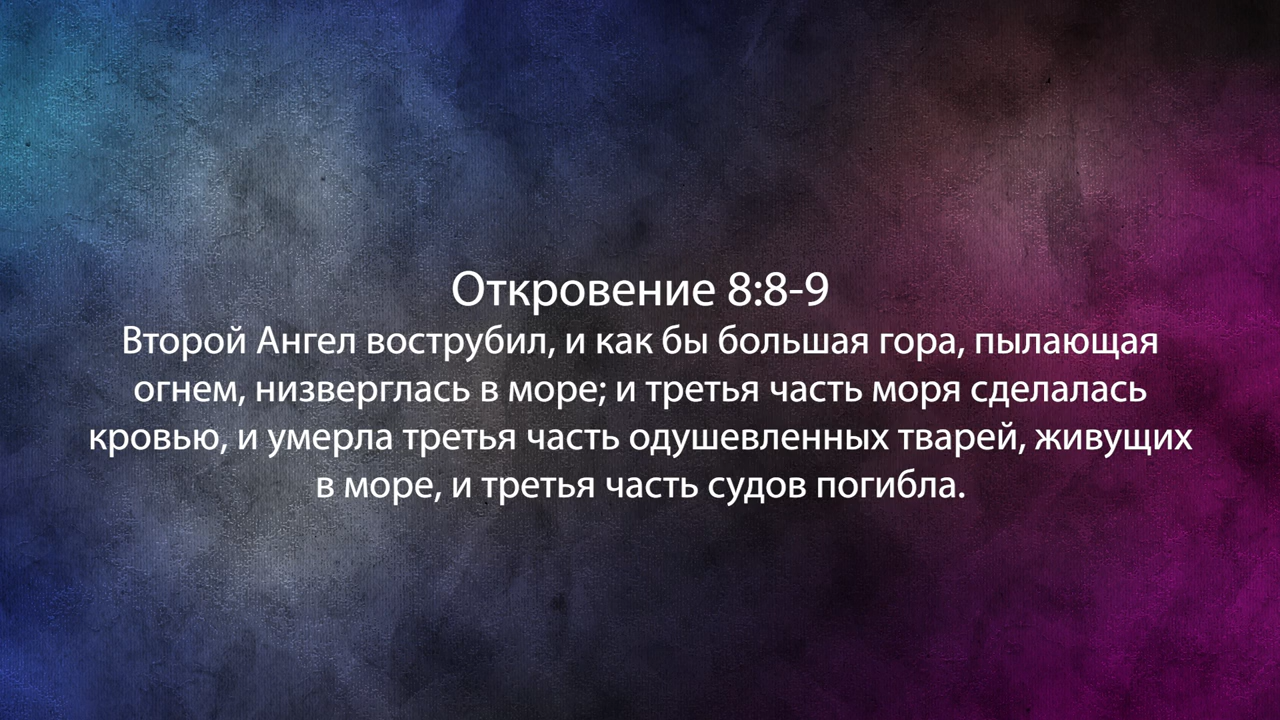 Откровение 8:8-9
Второй Ангел вострубил, и как бы большая гора, пылающая
огнем, низверглась в море; и третья часть моря сделалась
кровью, и умерла третья часть одушевленных тварей, живущих
в море, и третья часть судов погибла.